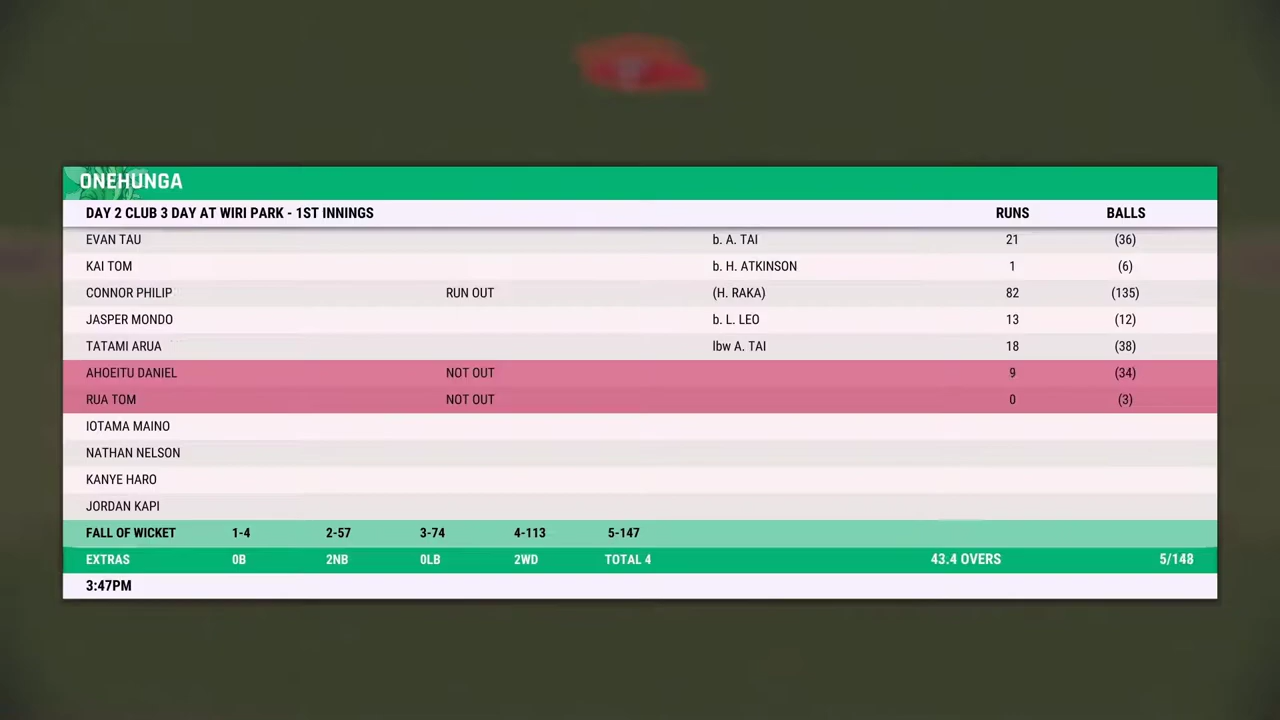 ONEHUNGA
DAY 2 CLUB 3 DAY AT WIRI PARK - 1ST INNINGS RUNS BALLS
EVAN TAU b. A. TAI 21 (36)
KAI TOM b. H. ATKINSON 1 (6)
CONNOR PHILIP RUN OUT (H. RAKA) 82 (135)
JASPER MONDO b. L. LEO 13 (12)
TATAMI ARUA lbw A. TAI 18 (38)
AHOEITU DANIEL NOT OUT 9 (34)
RUA TOM NOT OUT 0 (3)
IOTAMA MAINO
NATHAN NELSON
KANYE HARO
JORDAN KAPI
FALL OF WICKET 1-4 2-57 3-74 4-113 5-147
EXTRAS 0B 2NB 0LB 2WD TOTAL 4 43.4 OVERS 5/148
3:47PM